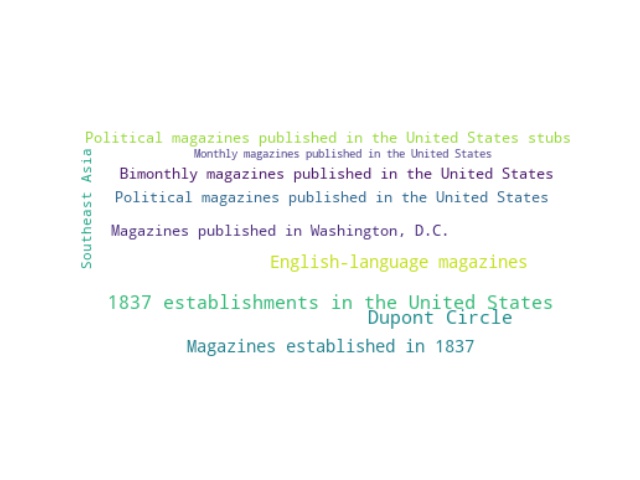 Political magazines published in the United States stubs
Monthly magazines published in the United States
Southeast Asia
Bimonthly magazines published in the United States
Political magazines published in the United States
Magazines published in Washington, D.C.
English-language magazines
1837 establishments in the United States
Dupont Circle
Magazines established in 1837